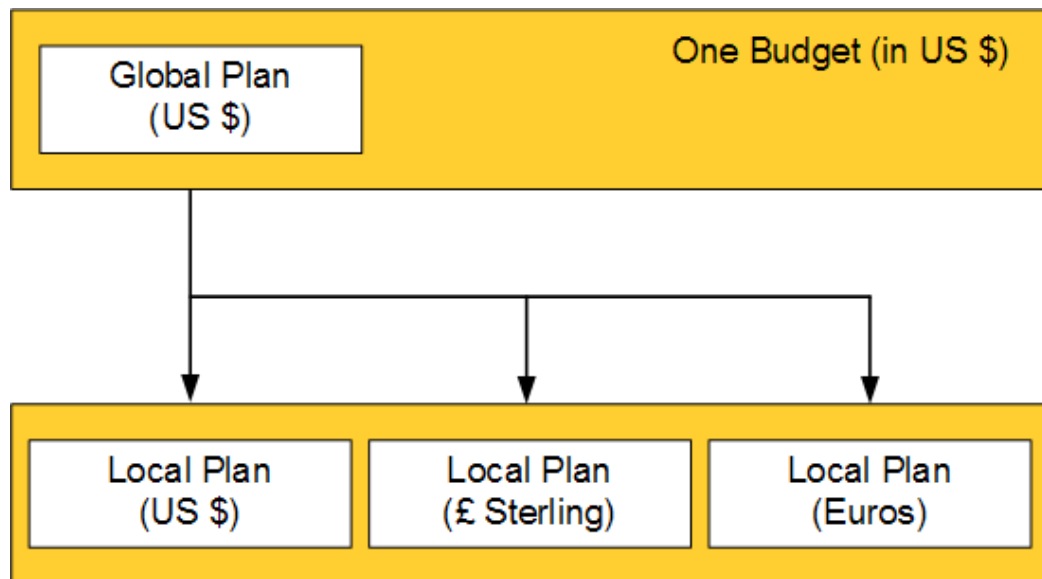 Global Plan
(US $)
One Budget (in US $)
Local Plan
(US $)
Local Plan
(£ Sterling)
Local Plan
(Euros)